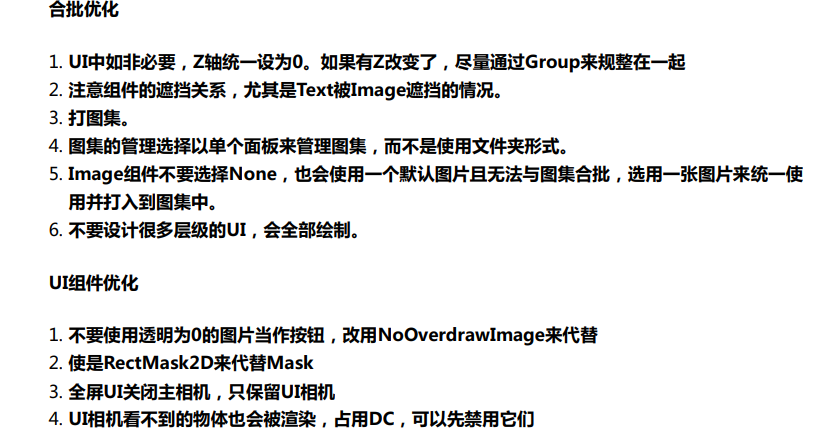 合批优化
1. UI中如非必要，Z轴统一设为0。如果有Z改变了，尽量通过Group来规整在一起
2. 注意组件的遮挡关系，尤其是Text被Image遮挡的情况。
3. 打图集。
4. 图集的管理选择以单个面板来管理图集，而不是使用文件夹形式。
5. Image组件不要选择None，也会使用一个默认图片且无法与图集合批，选用一张图片来统一使
用并打入到图集中。
6. 不要设计很多层级的UI，会全部绘制。
UI组件优化
1. 不要使用透明为0的图片当作按钮，改用NoOverdrawImage来代替
2. 使是RectMask2D来代替Mask
3. 全屏UI关闭主相机，只保留UI相机
4. UI相机看不到的物体也会被渲染，占用DC，可以先禁用它们